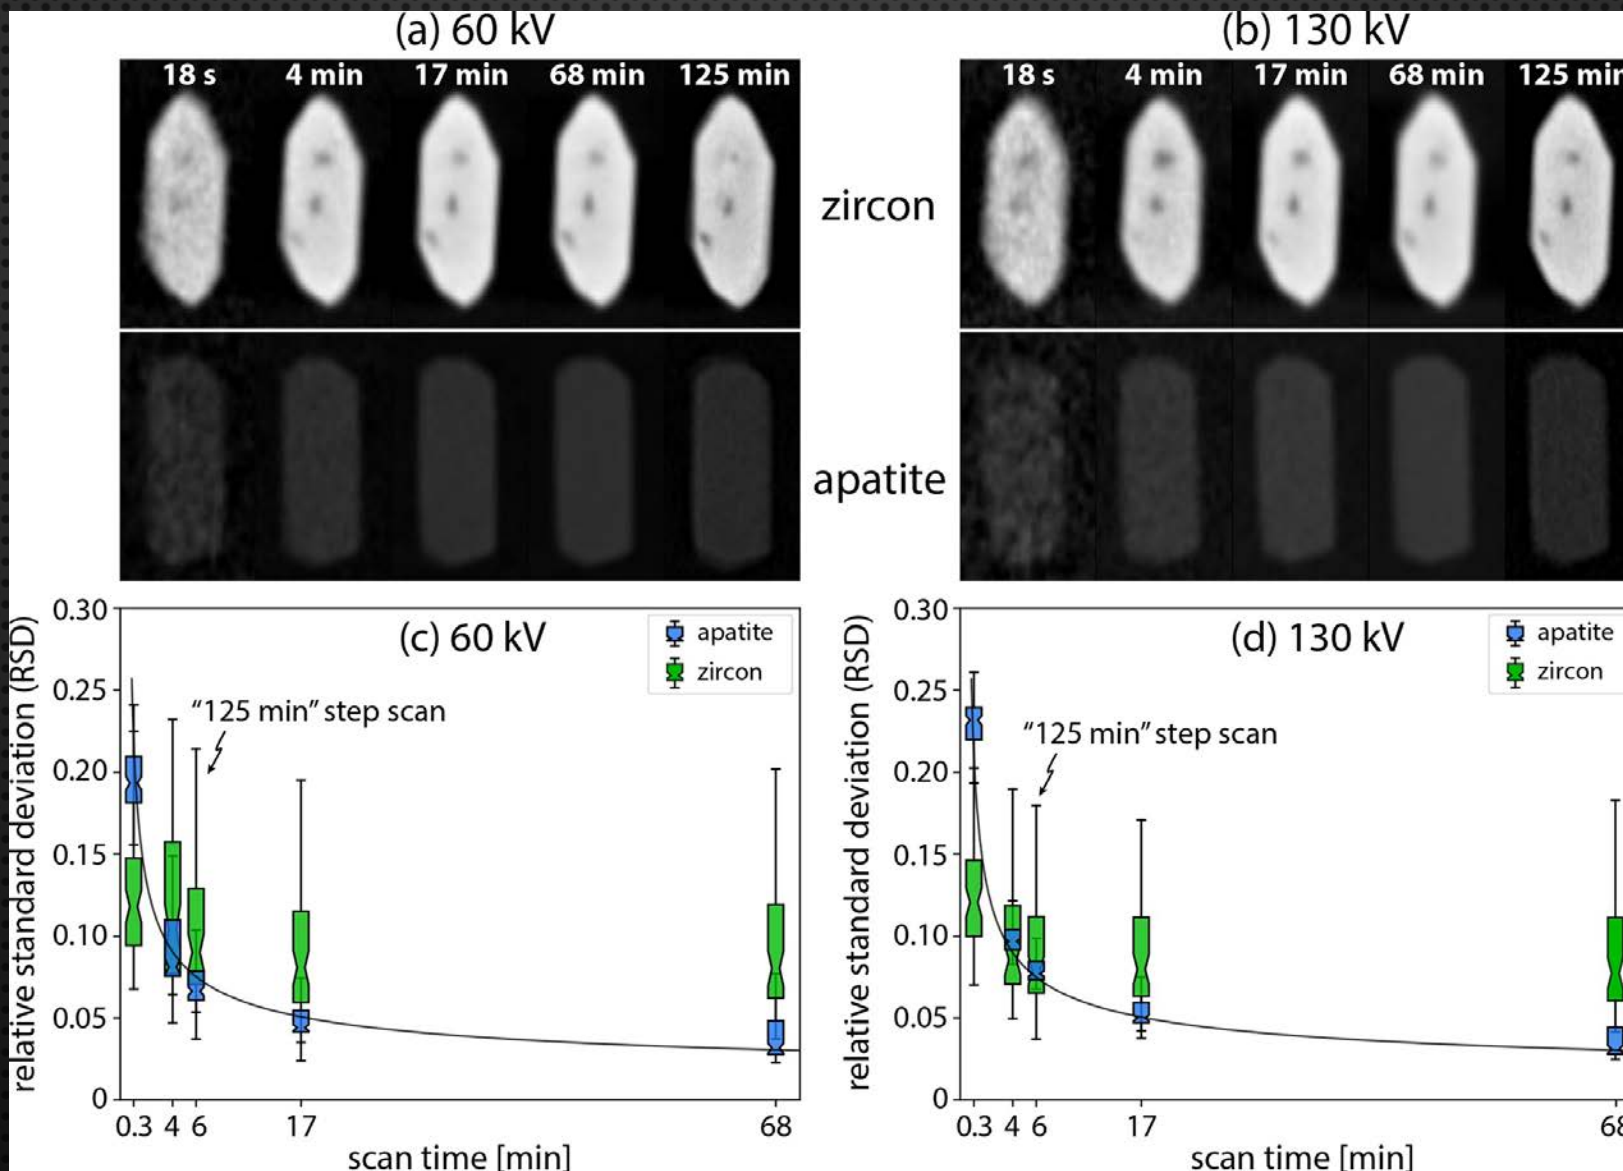 (a) 60 kV
(b) 130 kV
18 s 4 min 17 min 68 min 125 min
18 s 4 min 17 min 68 min 125 min
zircon
apatite
relative standard deviation (RSD)
0.30
0.25
0.20
0.15
0.10
0.05
0
(c) 60 kV
apatite
zircon
"125 min" step scan
0.3 4 6 17 68
scan time [min]
relative standard deviation (RSD)
0.30
0.25
0.20
0.15
0.10
0.05
0
(d) 130 kV
apatite
zircon
"125 min" step scan
0.3 4 6 17 68
scan time [min]